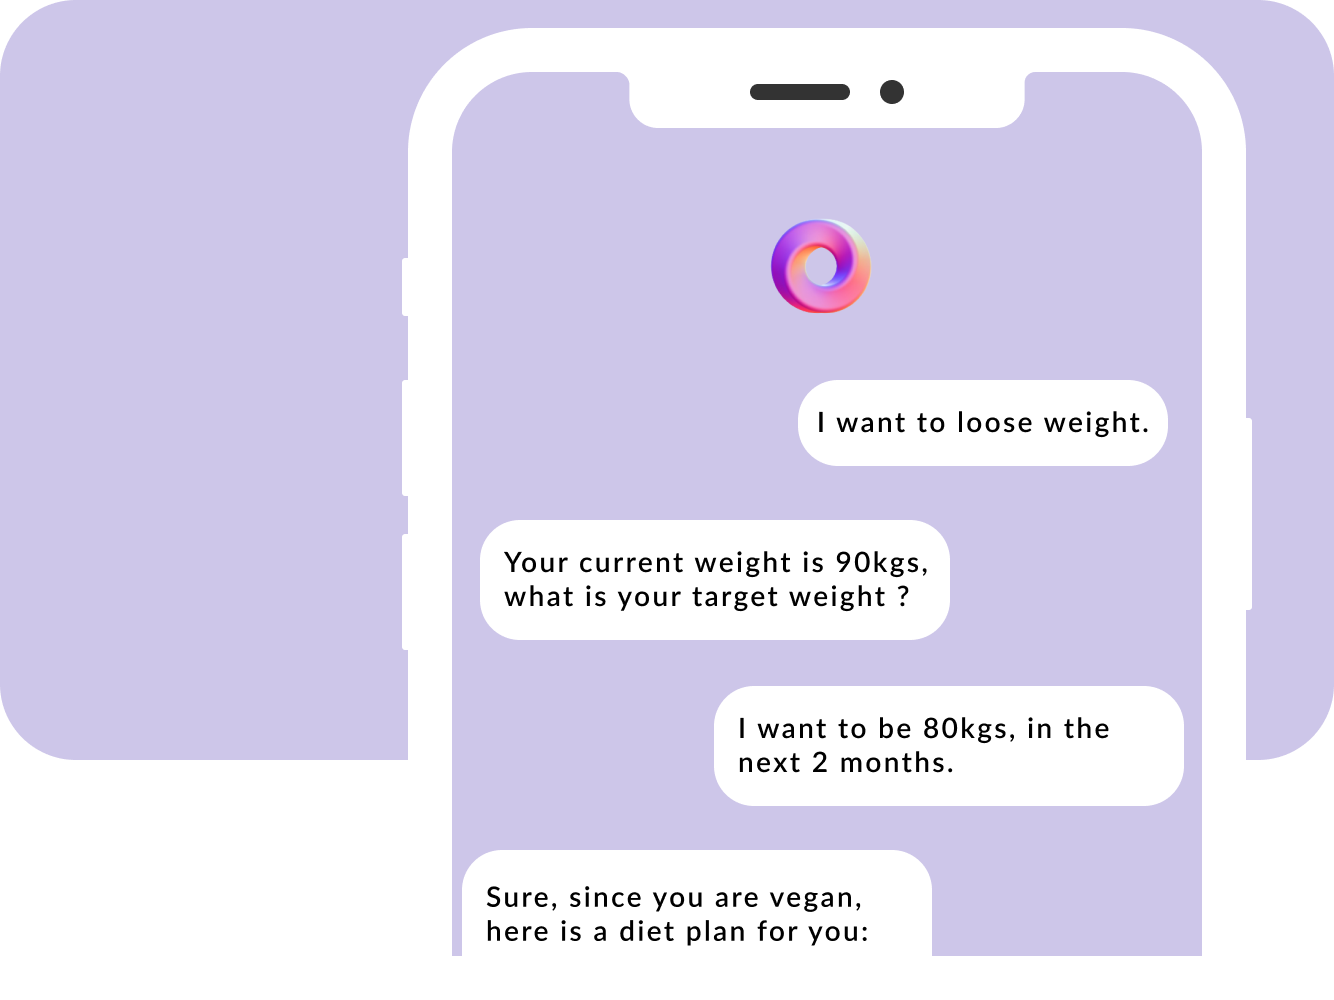 I want to loose weight.
Your current weight is 90kgs,
what is your target weight ?
I want to be 80kgs, in the
next 2 months.
Sure, since you are vegan,
here is a diet plan for you: